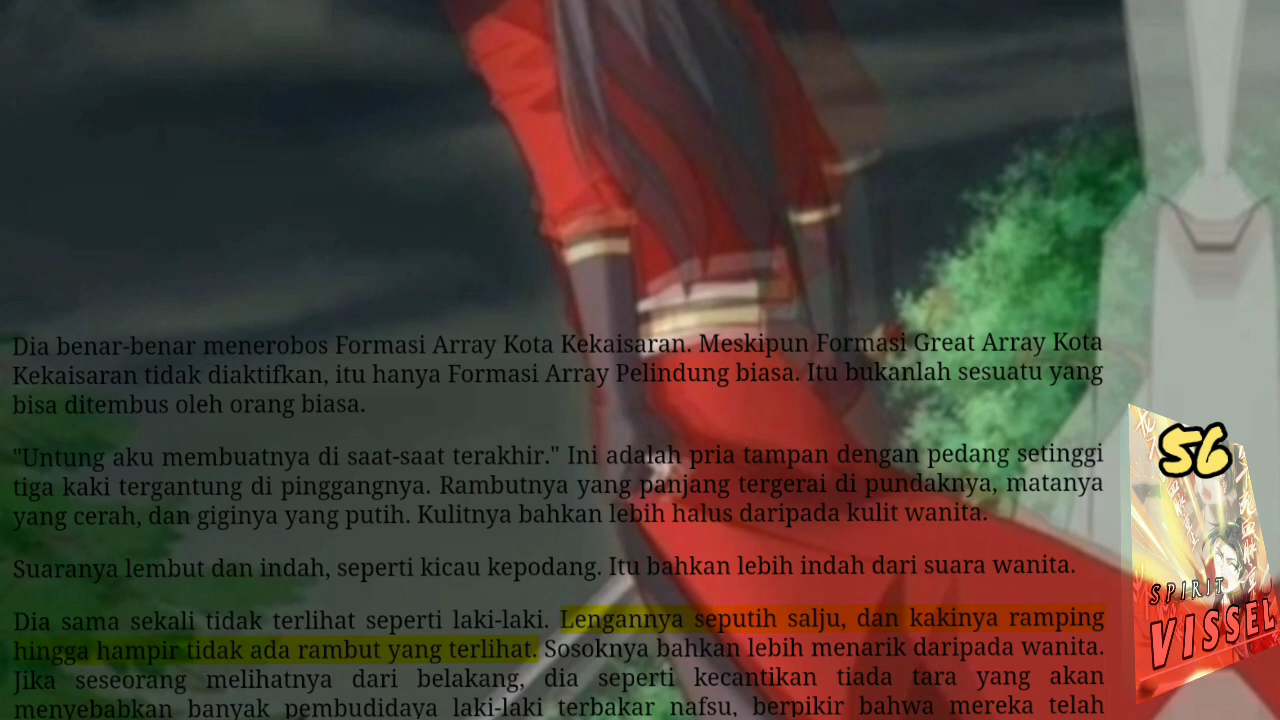 Dia benar-benar menerobos Formasi Array Kota Kekaisaran. Meskipun Formasi Great Array Kota
Kekaisaran tidak diaktifkan, itu hanya Formasi Array Pelindung biasa. Itu bukanlah sesuatu yang
bisa ditembus oleh orang biasa.
"Untung aku membuatnya di saat-saat terakhir." Ini adalah pria tampan dengan pedang setinggi
tiga kaki tergantung di pinggangnya. Rambutnya yang panjang tergerai di pundaknya, matanya
yang cerah, dan giginya yang putih. Kulitnya bahkan lebih halus daripada kulit wanita.
Suaranya lembut dan indah, seperti kicau kepodang. Itu bahkan lebih indah dari suara wanita.
Dia sama sekali tidak terlihat seperti laki-laki. Lengannya seputih salju, dan kakinya ramping
hingga hampir tidak ada rambut yang terlihat. Sosoknya bahkan lebih menarik daripada wanita.
Jika seseorang melihatnya dari belakang, dia seperti kecantikan tiada tara yang akan
menyebabkan banyak pembudidaya laki-laki terbakar nafsu, berpikir bahwa mereka telah
56
SPIRIT
VISSEL